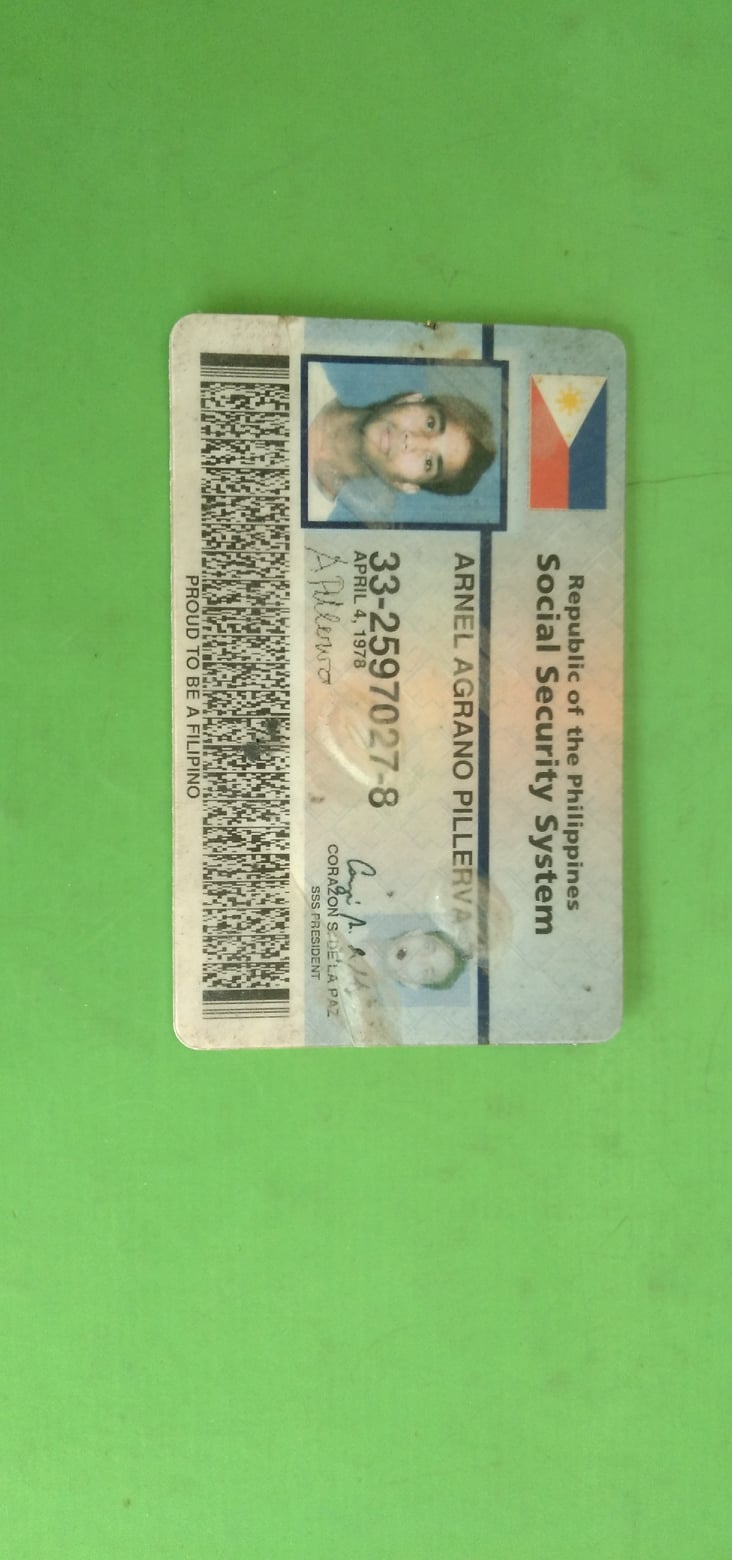 Republic of the Philippines
Social Security System
ARNEL AGRANO PILLERVA
33-2597027-8
APRIL 4, 1978
A Pillerva
CORAZON S. DE LA PAZ
SSS PRESIDENT
PROUD TO BE A FILIPINO